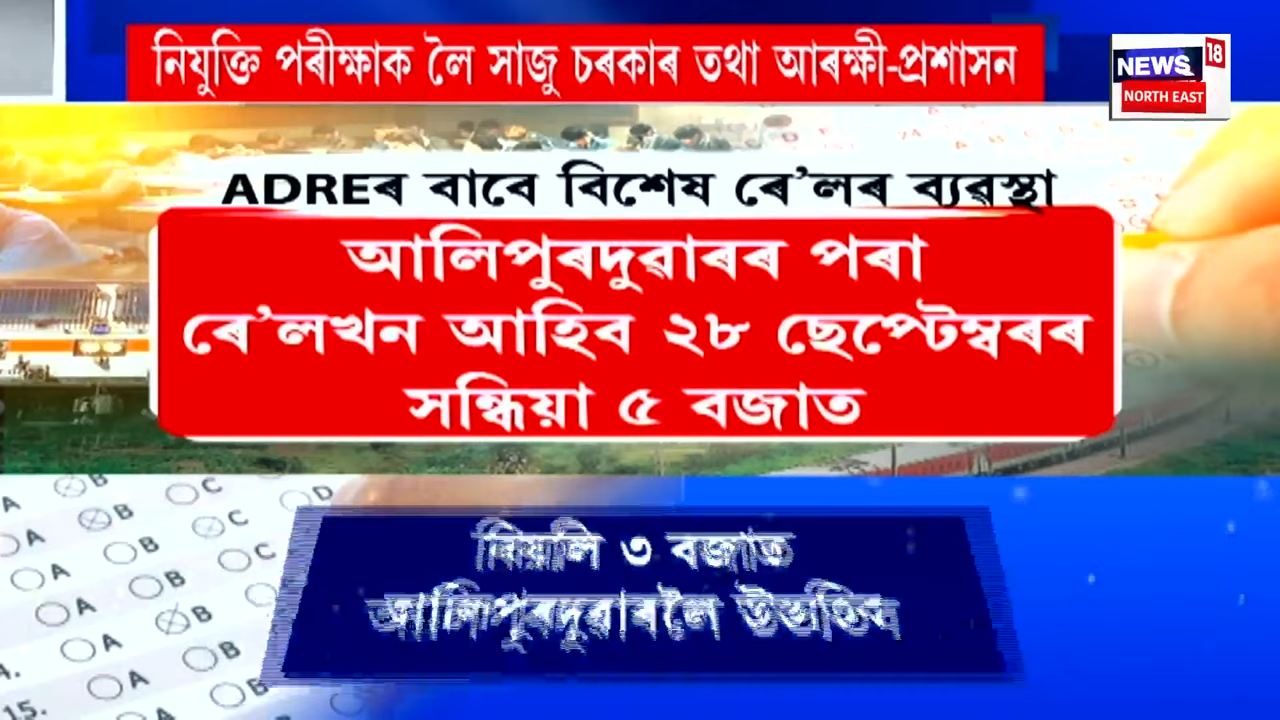 নিযুক্তি পৰীক্ষাক লৈ সাজু চৰকাৰ তথা আৰক্ষী-প্ৰশাসন
NEWS 18
NORTH EAST
ADREৰ বাবে বিশেষ ৰে'লৰ ব্যৱস্থা
আলিপুৰদুৱাৰৰ পৰা
ৰে'লখন আহিব ২৮ ছেপ্টেম্বৰৰ
সন্ধিয়া ৫ বজাত
A B C D
A B C
B C
A B
A B
A B
A B
15.
৩ বজাত
আলিপুৰদুৱাৰলৈ